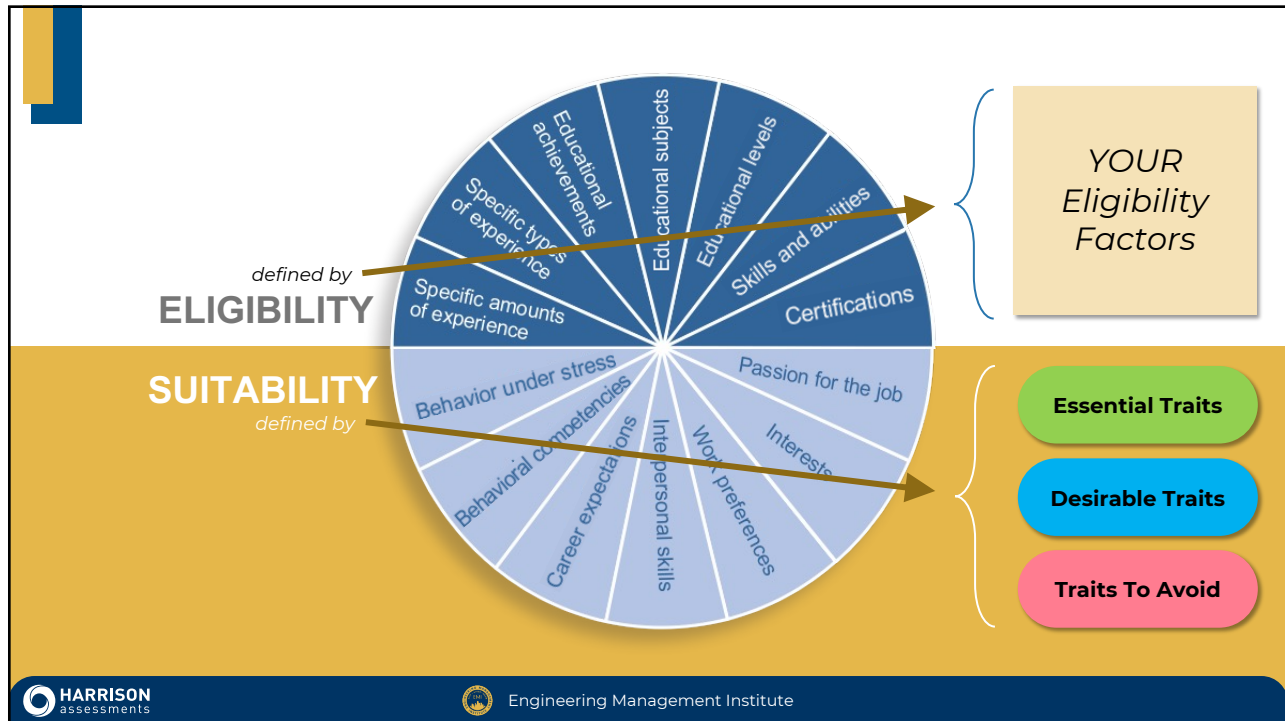 defined by
ELIGIBILITY
Specific amounts
of experience
Specific types
of experience
Educational
achievements
Educational subjects
Educational levels
Skills and abilities
Certifications
YOUR
Eligibility
Factors
SUITABILITY
defined by
Behavior under stress
Behavioral competencies
Career expectations
Interpersonal skills
Work preferences
Interests
Passion for the job
Essential Traits
Desirable Traits
Traits To Avoid
HARRISON
assessments
EMI
Engineering Management Institute